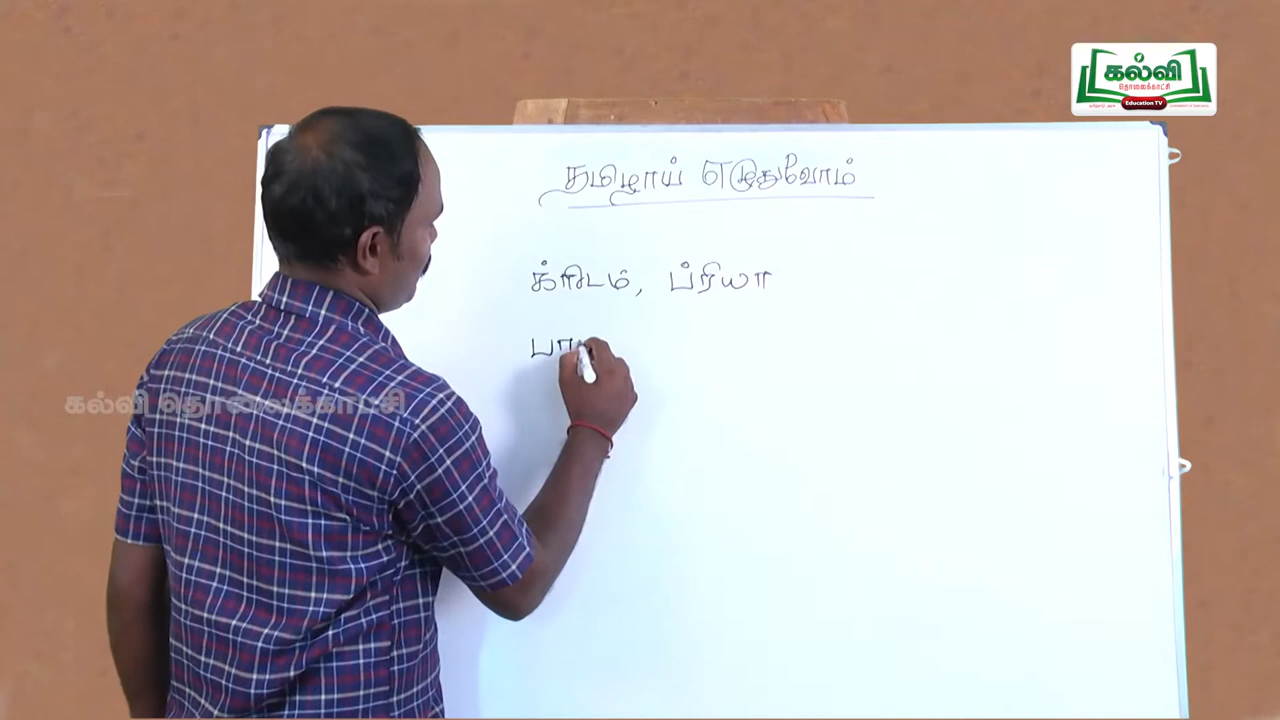 கல்வி
தொலைக்காட்சி
Education TV
தமிழாய் எழுதுவோம்
க்ரீடம், ப்ரியா
பா
கல்வி தொலைக்காட்சி